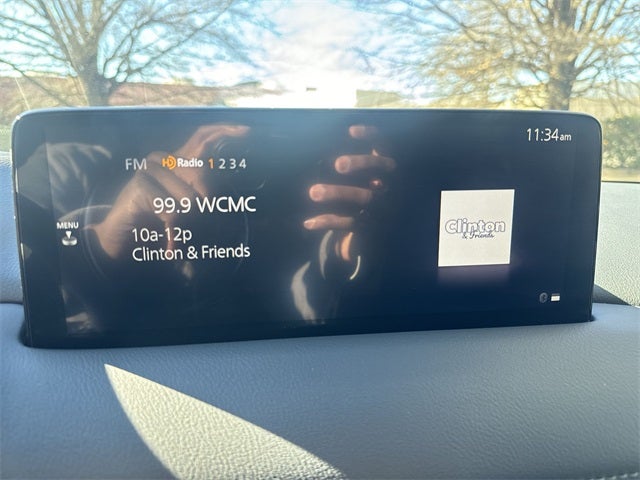 11:34am
FM HD Radio 1 2 3 4
99.9 WCMC
MENU
10a-12p
Clinton & Friends
Clinton
& Friends